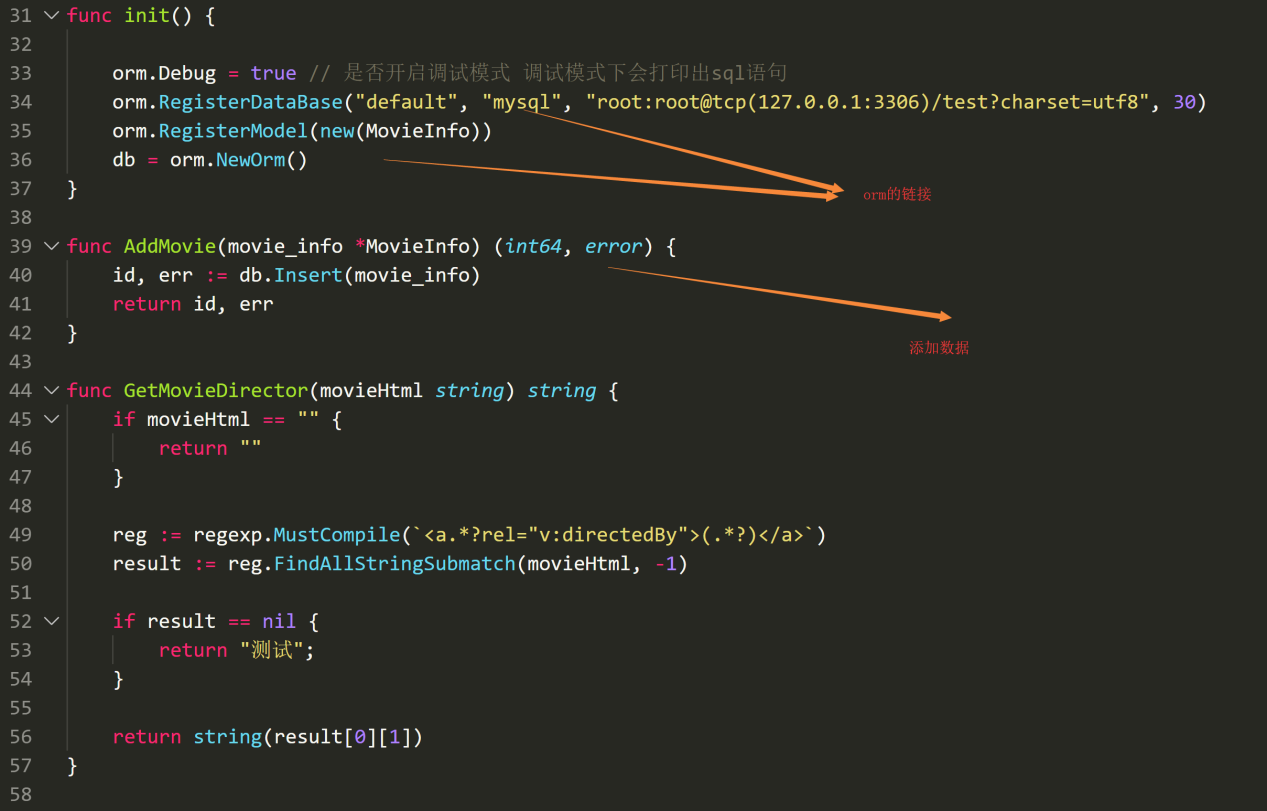 31 func init() {
32
33 orm.Debug = true // 是否开启调试模式 调试模式下会打印出sql语句
34 orm.RegisterDataBase("default", "mysql", "root:root@tcp(127.0.0.1:3306)/test?charset=utf8", 30)
35 orm.RegisterModel(new(MovieInfo))
36 db = orm.NewOrm()
37 }
orm的链接
38
39 func AddMovie(movie_info *MovieInfo) (int64, error) {
40 id, err := db.Insert(movie_info)
41 return id, err
42 }
添加数据
43
44 func GetMovieDirector(movieHtml string) string {
45 if movieHtml == "" {
46 return ""
47 }
48
49 reg := regexp.MustCompile(`<a.*?rel="v:directedBy">(.*?)</a>`)
50 result := reg.FindAllStringSubmatch(movieHtml, -1)
51
52 if result == nil {
53 return "测试";
54 }
55
56 return string(result[0][1])
57 }
58